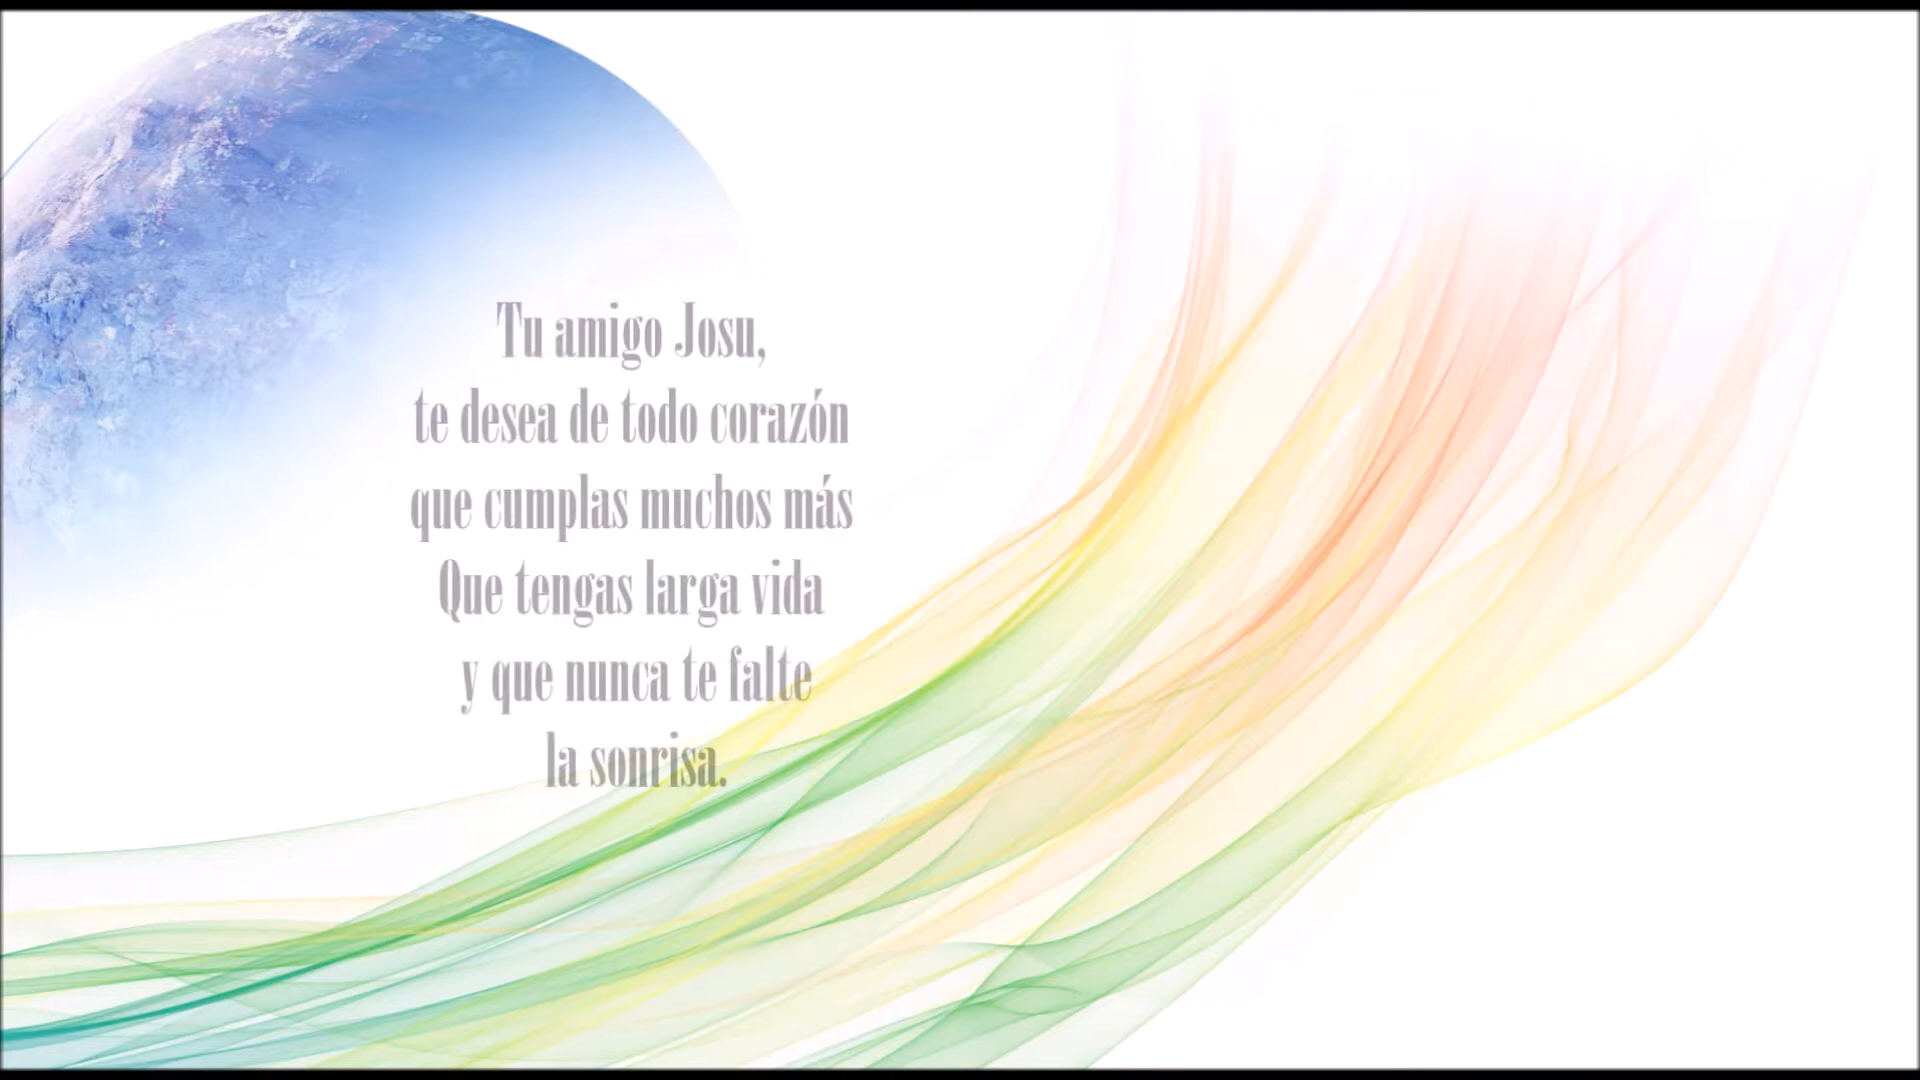 Tu amigo Josu,
te desea de todo corazón
que cumplas muchos más
Que tengas larga vida
y que nunca te falte
la sonrisa.